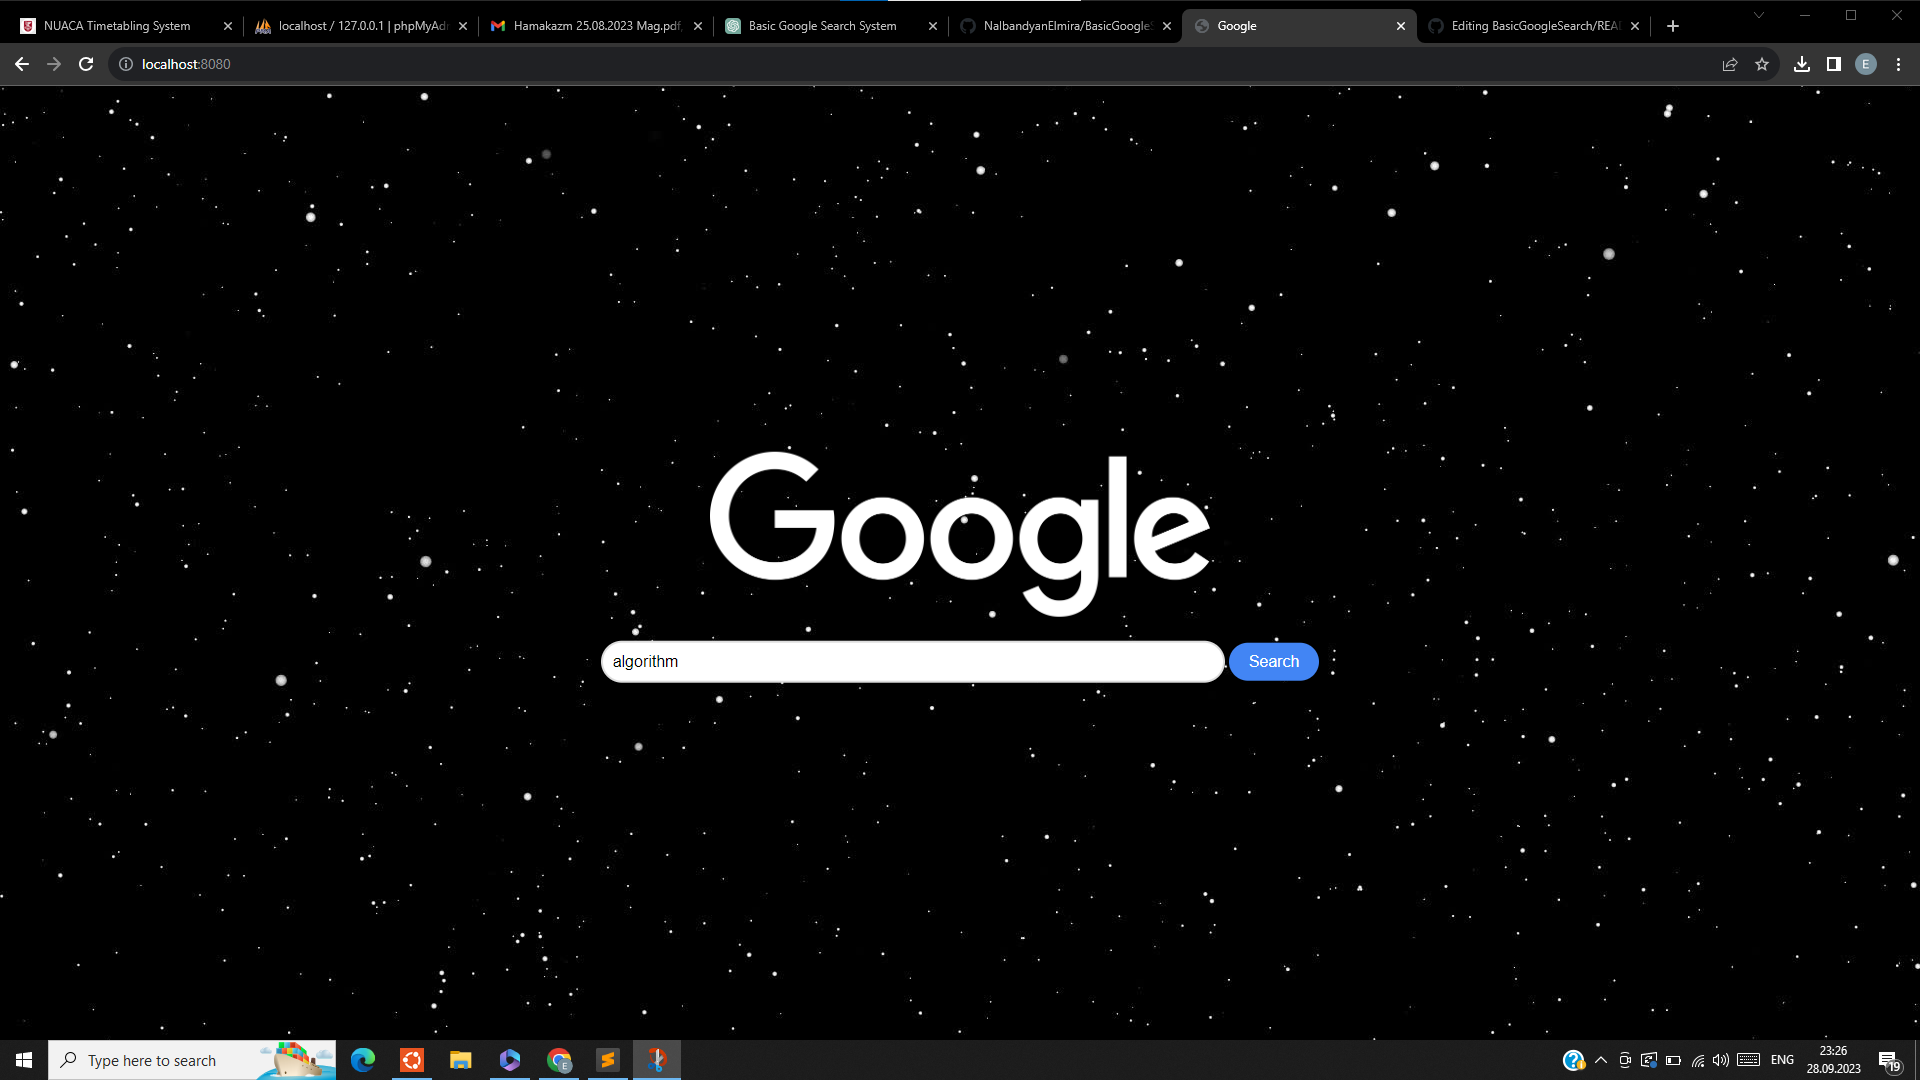 NUACA Timetabling System
localhost / 127.0.0.1 | phpMyAdr
Hamakazm 25.08.2023 Mag.pdf,
Basic Google Search System
NalbandyanElmira/BasicGoogleS
Google
Editing BasicGoogleSearch/REA
localhost:8080
E
Google
algorithm
Search
Type here to search
E
ENG
23:26
28.09.2023
19